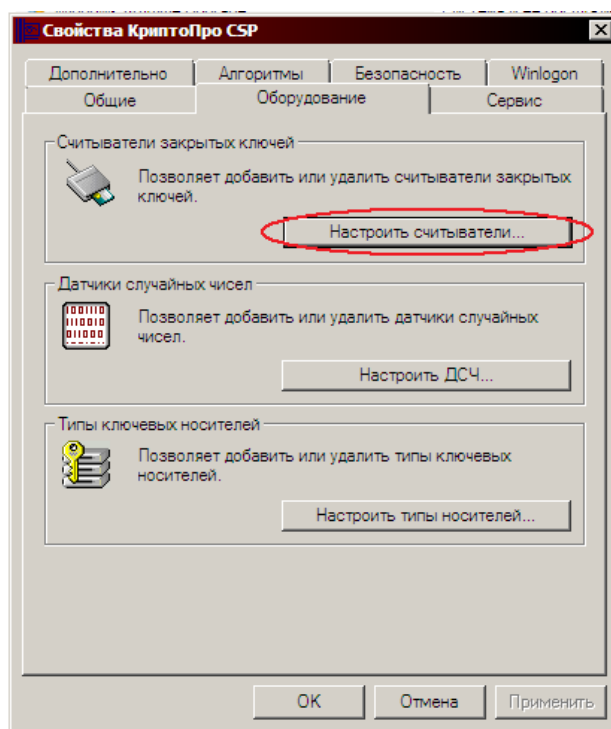 Свойства КриптоПро CSP
Дополнительно Алгоритмы Безопасность Winlogon
Общие Оборудование Сервис
Считыватели закрытых ключей
Позволяет добавить или удалить считыватели закрытых
ключей.
Настроить считыватели...
Датчики случайных чисел
Позволяет добавить или удалить датчики случайных
чисел.
Настроить ДСЧ...
Типы ключевых носителей
Позволяет добавить или удалить типы ключевых
носителей.
Настроить типы носителей...
OK Отмена Применить